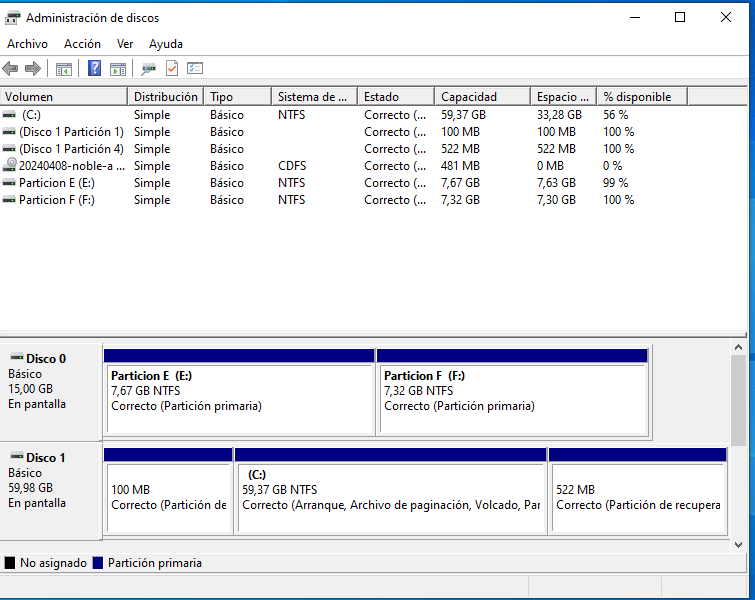 Administración de discos
Archivo Acción Ver Ayuda
Volumen Distribución Tipo Sistema de ... Estado Capacidad Espacio ... % disponible
(C:) Simple Básico NTFS Correcto (... 59,37 GB 33,28 GB 56 %
(Disco 1 Partición 1) Simple Básico Correcto (... 100 MB 100 MB 100 %
(Disco 1 Partición 4) Simple Básico Correcto (... 522 MB 522 MB 100 %
20240408-noble-a ... Simple Básico CDFS Correcto (... 481 MB 0 MB 0 %
Particion E (E:) Simple Básico NTFS Correcto (... 7,67 GB 7,63 GB 99 %
Particion F (F:) Simple Básico NTFS Correcto (... 7,32 GB 7,30 GB 100 %
Disco 0
Básico
15,00 GB
En pantalla
Particion E (E:)
7,67 GB NTFS
Correcto (Partición primaria)
Particion F (F:)
7,32 GB NTFS
Correcto (Partición primaria)
Disco 1
Básico
59,98 GB
En pantalla
100 MB
Correcto (Partición de
(C:)
59,37 GB NTFS
Correcto (Arranque, Archivo de paginación, Volcado, Par
522 MB
Correcto (Partición de recupera
No asignado Partición primaria